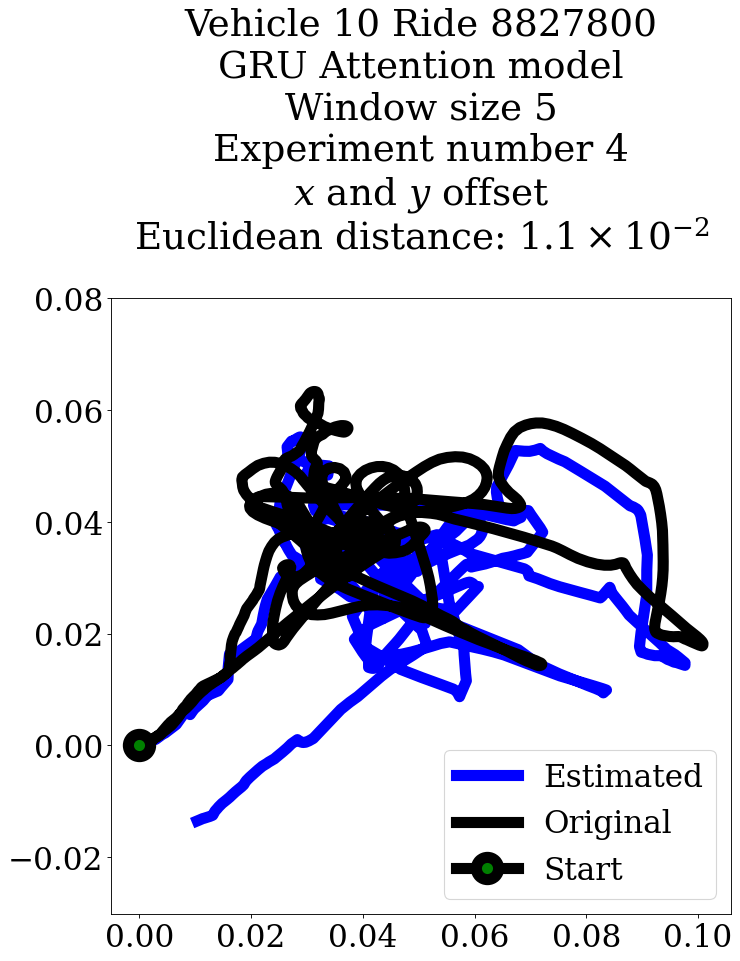 Vehicle 10 Ride 8827800
GRU Attention model
Window size 5
Experiment number 4
x and y offset
Euclidean distance: 1.1 × 10⁻²
0.08
0.06
0.04
0.02
0.00
−0.02
Estimated
Original
Start
0.00 0.02 0.04 0.06 0.08 0.10